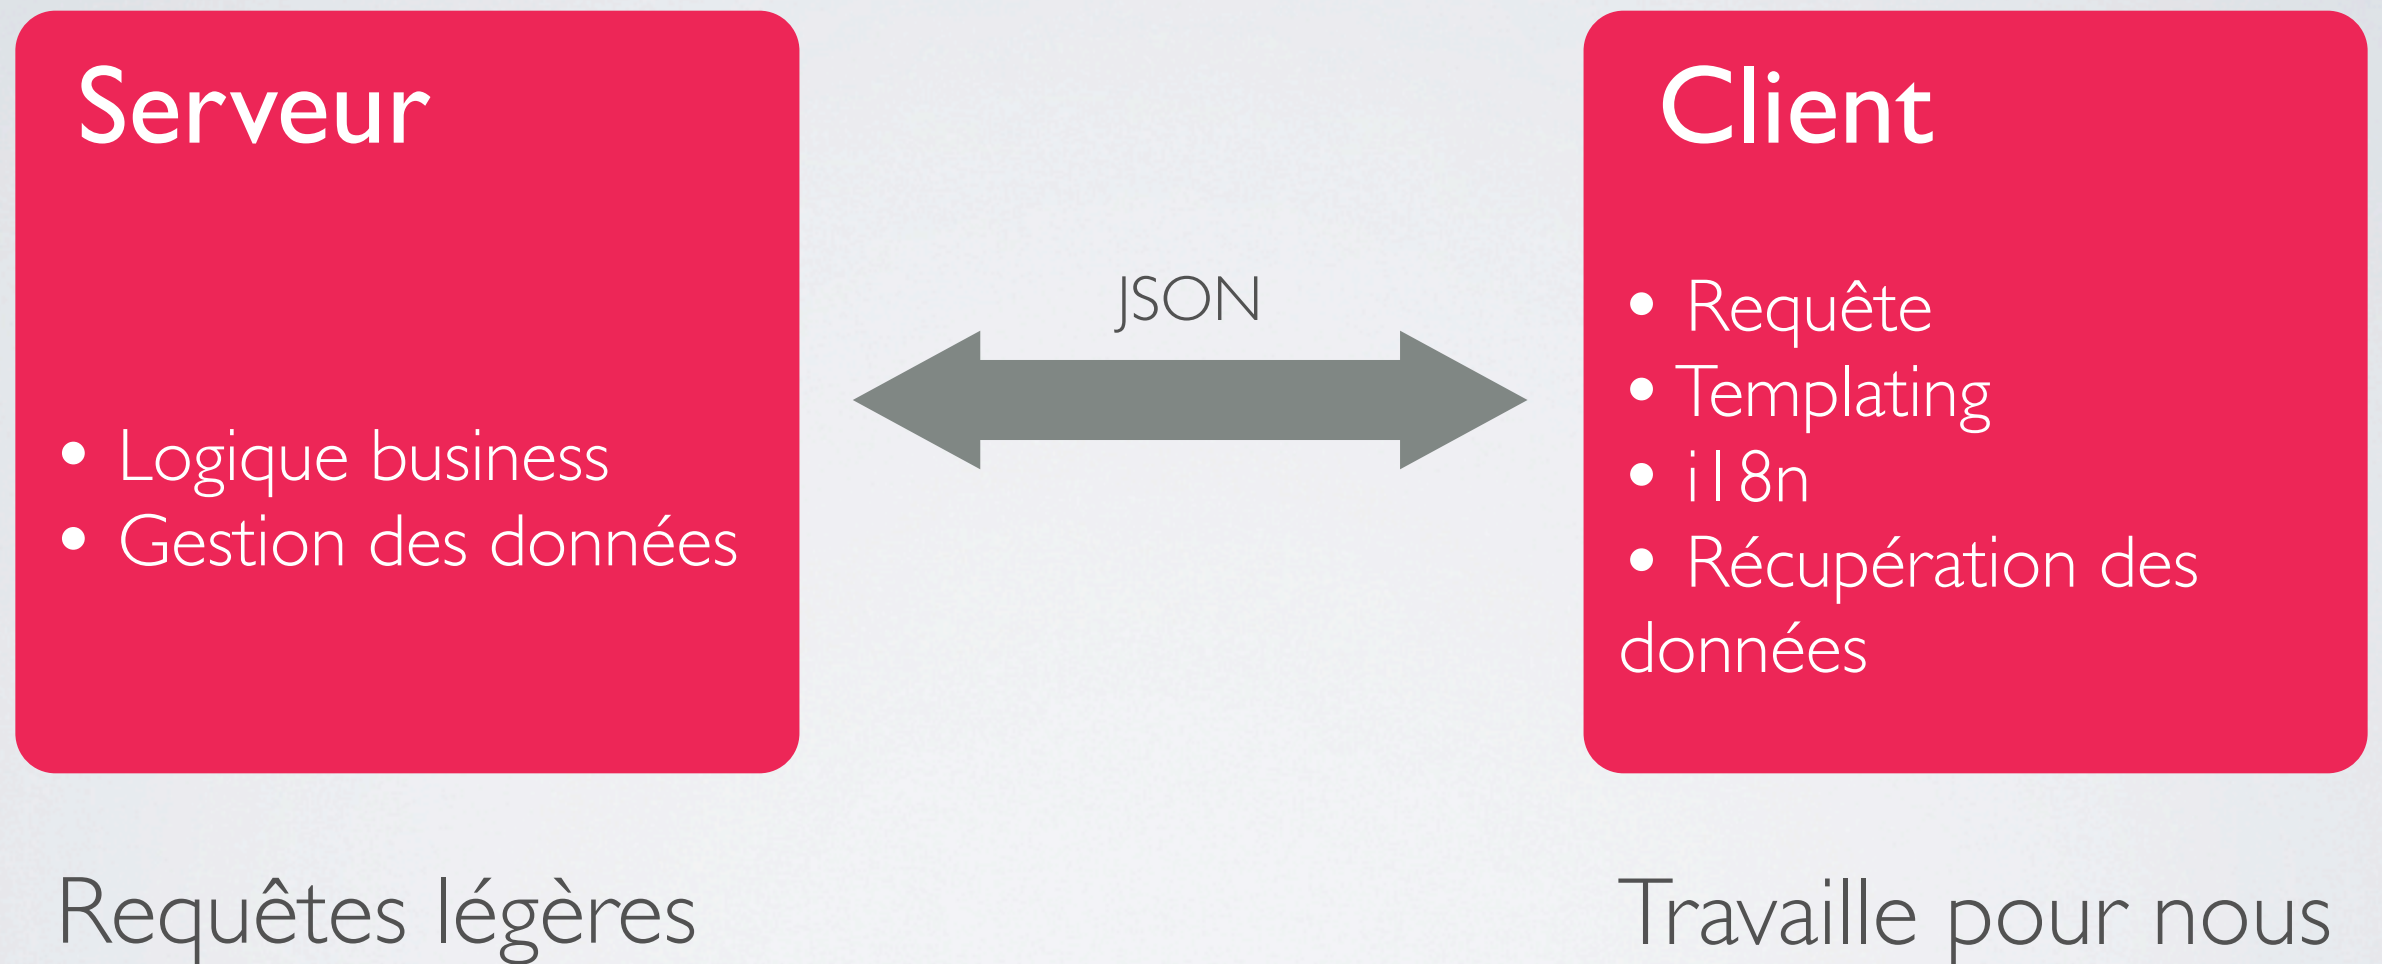 Serveur
• Logique business
• Gestion des données
JSON
Client
• Requête
• Templating
• i18n
• Récupération des
données
Requêtes légères
Travaille pour nous